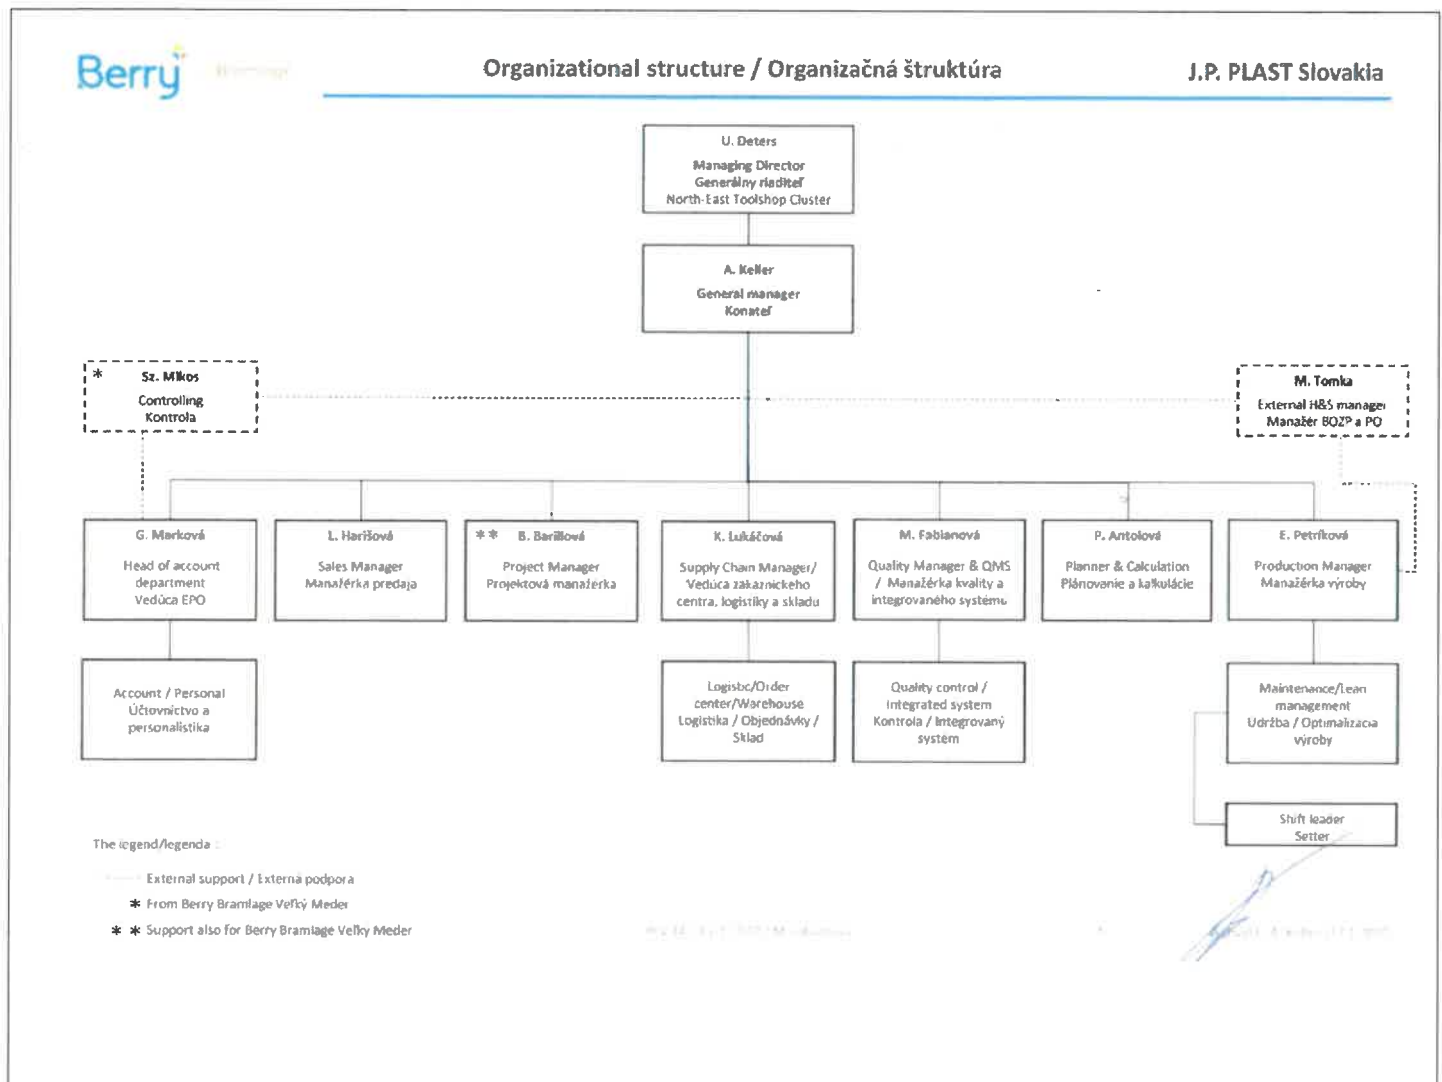 Berry
Organizational structure / Organizačná štruktúra
J.P. PLAST Slovakia
U. Deters
Managing Director
Generálny riaditeľ
North-East Toolshop Cluster
A. Keller
General manager
Konateľ
* Sz. Mikos
Controlling
Kontrola
M. Tomka
External H&S manager
Manažér BOZP a PO
G. Marková
Head of account
department
Vedúca EPO
L. Harišová
Sales Manager
Manažérka predaja
** B. Barillová
Project Manager
Projektová manažérka
K. Lukáčová
Supply Chain Manager/
Vedúca zákazníckeho
centra, logistiky a skladu
M. Fabianová
Quality Manager & QMS
/ Manažérka kvality a
integrovaného systému
P. Antolová
Planner & Calculation
Plánovanie a kalkulácie
E. Petríková
Production Manager
Manažérka výroby
Account / Personal
Účtovníctvo a
personalistika
Logistic/Order
center/Warehouse
Logistika / Objednávky /
Sklad
Quality control /
Integrated system
Kontrola / Integrovaný
system
Maintenance/Lean
management
Udržba / Optimalizacia
výroby
Shift leader
Setter
The legend/legenda :
External support / Externá podpora
* From Berry Bramlage Veľký Meder
* * Support also for Berry Bramlage Veľky Meder